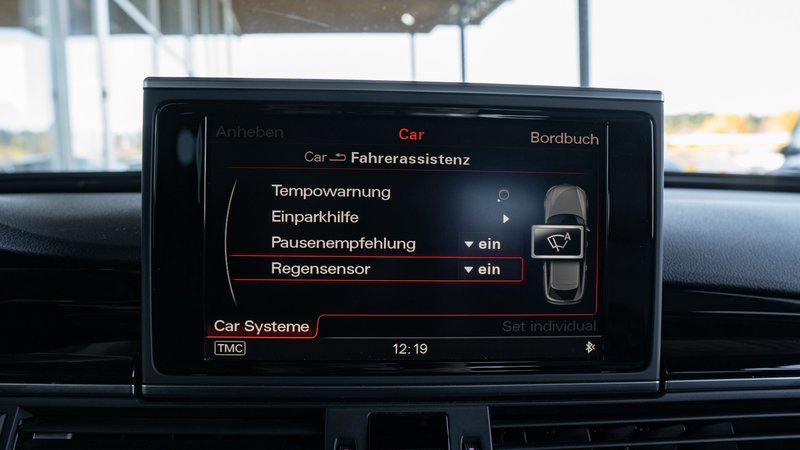 Anheben Car Bordbuch
Car Fahrerassistenz
Tempowarnung
Einparkhilfe
Pausenempfehlung ein
Regensensor ein
A
Car Systeme Set individual
TMC 12:19